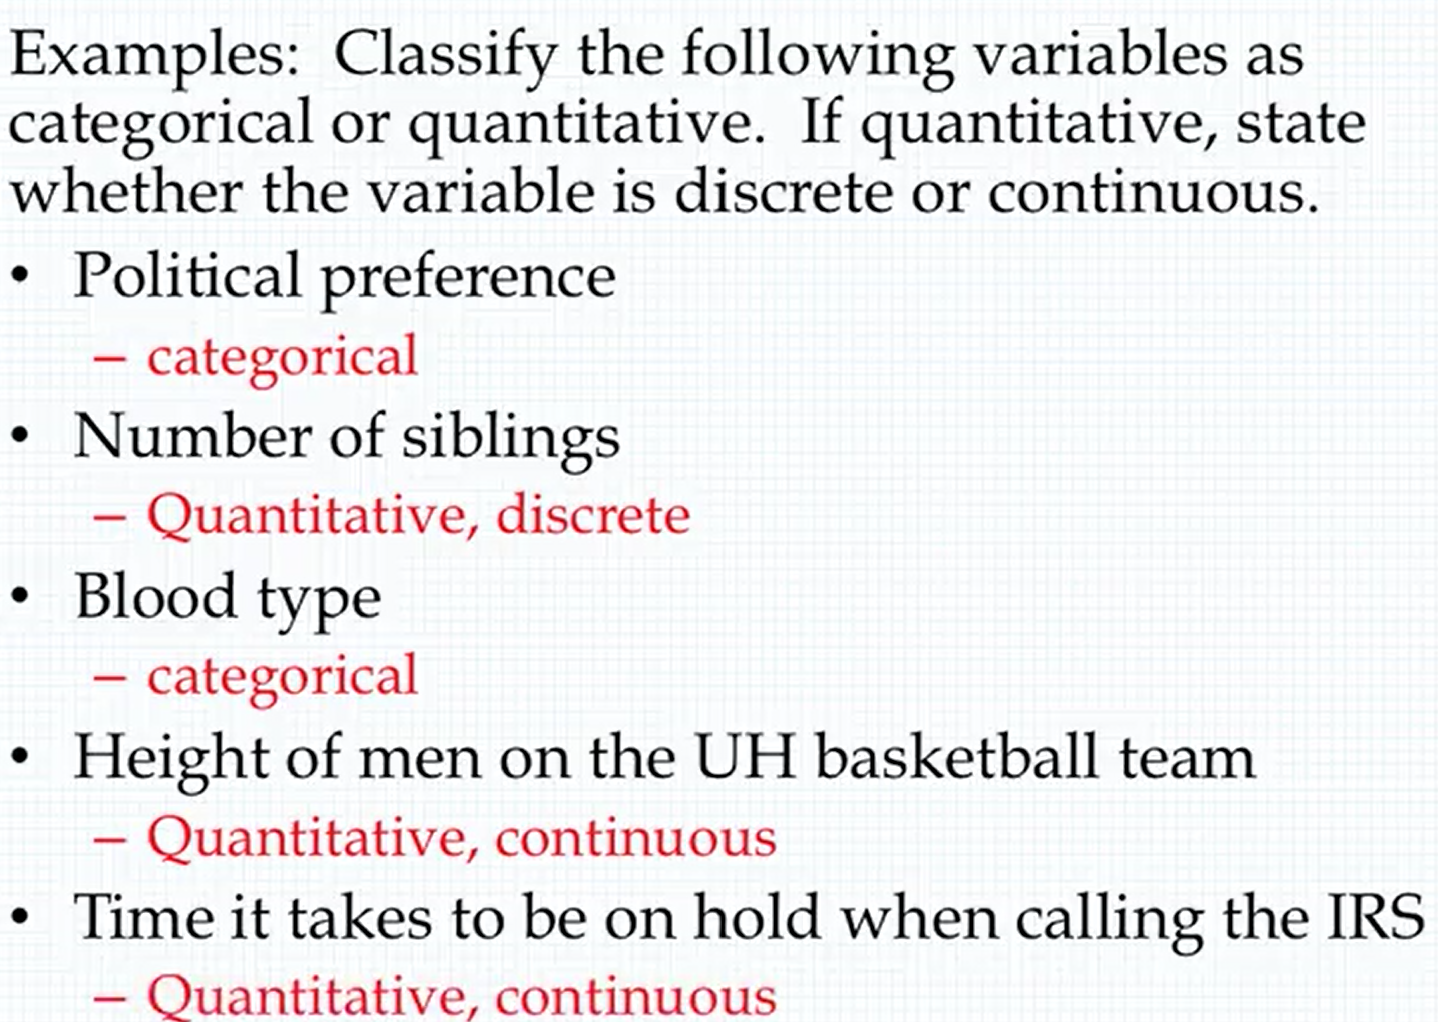 Examples:  Classify the following variables as
categorical or quantitative.  If quantitative, state
whether the variable is discrete or continuous.
• Political preference
– categorical
• Number of siblings
– Quantitative, discrete
• Blood type
– categorical
• Height of men on the UH basketball team
– Quantitative, continuous
• Time it takes to be on hold when calling the IRS
– Quantitative, continuous